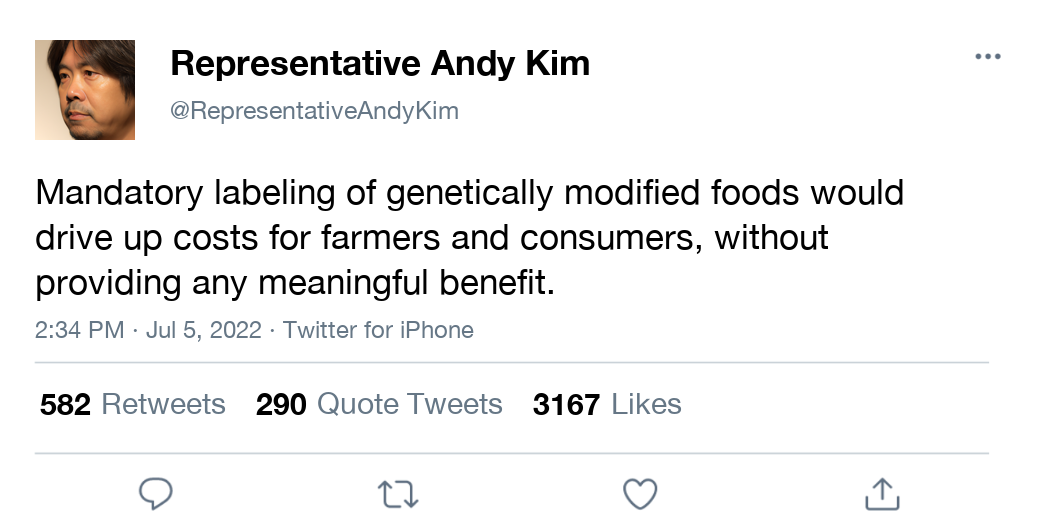 Representative Andy Kim
@RepresentativeAndyKim
Mandatory labeling of genetically modified foods would
drive up costs for farmers and consumers, without
providing any meaningful benefit.
2:34 PM · Jul 5, 2022 · Twitter for iPhone
582 Retweets 290 Quote Tweets 3167 Likes